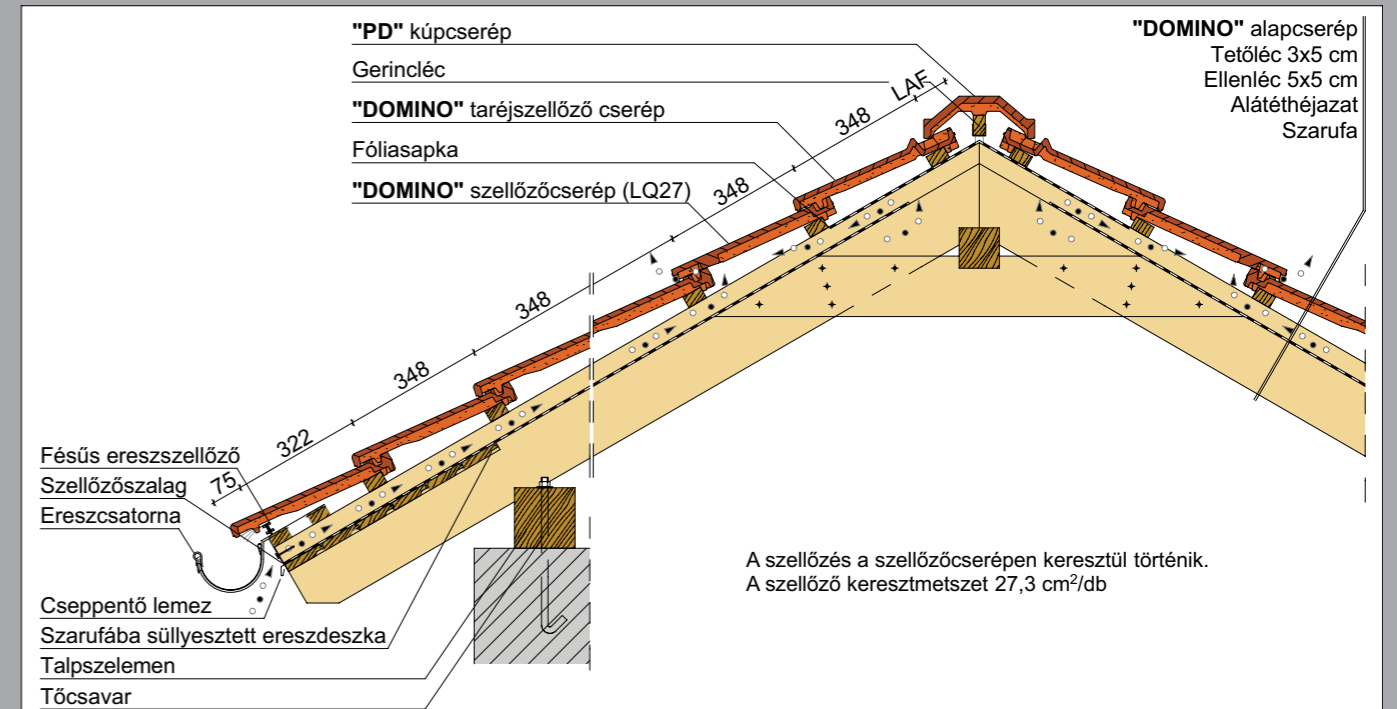 "PD" kúpcserép
Gerincléc
"DOMINO" taréjszellőző cserép
Fóliasapka
"DOMINO" szellőzőcserép (LQ27)
"DOMINO" alapcserép
Tetőléc 3x5 cm
Ellenléc 5x5 cm
Alátéthéjazat
Szarufa
LAF
348
348
348
348
322
75
Fésűs ereszszellőző
Szellőzőszalag
Ereszcsatorna
Cseppentő lemez
Szarufába süllyesztett ereszdeszka
Talpszelemen
Tőcsavar
A szellőzés a szellőzőcserépen keresztül történik.
A szellőző keresztmetszet 27,3 cm²/db